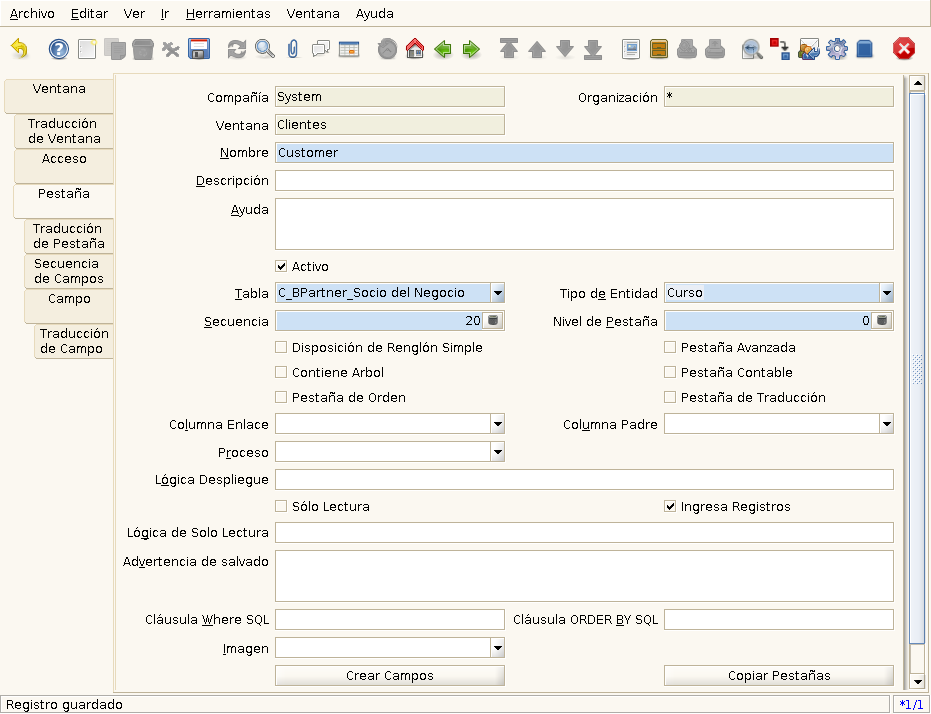 Archivo Editar Ver Ir Herramientas Ventana Ayuda
Ventana
Traducción
de Ventana
Acceso
Pestaña
Traducción
de Pestaña
Secuencia
de Campos
Campo
Traducción
de Campo
Compañía System Organización *
Ventana Clientes
Nombre Customer
Descripción
Ayuda
Activo
Tabla C_BPartner_Socio del Negocio Tipo de Entidad Curso
Secuencia 20 Nivel de Pestaña 0
Disposición de Renglón Simple Pestaña Avanzada
Contiene Arbol Pestaña Contable
Pestaña de Orden Pestaña de Traducción
Columna Enlace Columna Padre
Proceso
Lógica Despliegue
Sólo Lectura Ingresa Registros
Lógica de Solo Lectura
Advertencia de salvado
Cláusula Where SQL Cláusula ORDER BY SQL
Imagen
Crear Campos Copiar Pestañas
Registro guardado *1/1